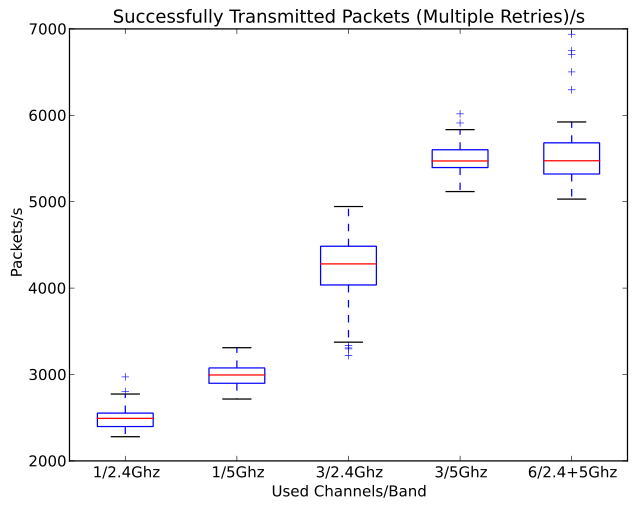 Successfully Transmitted Packets (Multiple Retries)/s
7000
6000
5000
4000
3000
2000
Packets/s
1/2.4Ghz 1/5Ghz 3/2.4Ghz 3/5Ghz 6/2.4+5Ghz
Used Channels/Band